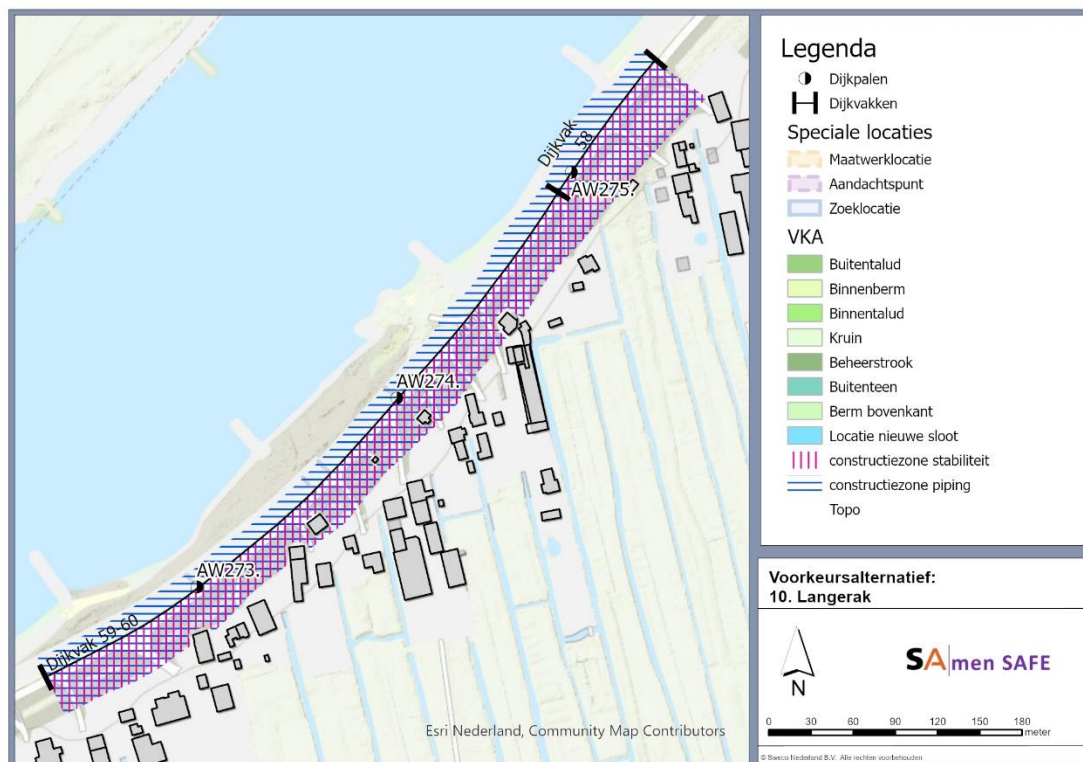 Dijkvak
58
AW275.
AW274.
AW273.
Dijkvak 59-60
Esri Nederland, Community Map Contributors
Legenda
Dijkpalen
Dijkvakken
Speciale locaties
Maatwerklocatie
Aandachtspunt
Zoeklocatie
VKA
Buitentalud
Binnenberm
Binnentalud
Kruin
Beheerstrook
Buitenteen
Berm bovenkant
Locatie nieuwe sloot
constructiezone stabiliteit
constructiezone piping
Topo
Voorkeursalternatief:
10. Langerak
N
SAmen SAFE
0 30 60 90 120 150 180
meter
© Sweco Nederland B.V. Alle rechten voorbehouden